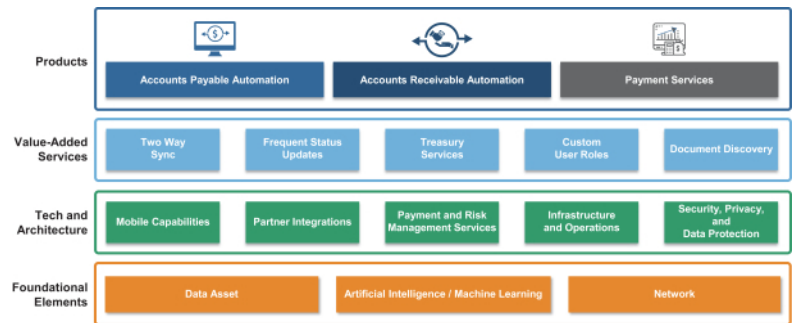 Products
Accounts Payable Automation
Accounts Receivable Automation
Payment Services
Value-Added
Services
Two Way
Sync
Frequent Status
Updates
Treasury
Services
Custom
User Roles
Document Discovery
Tech and
Architecture
Mobile Capabilities
Partner Integrations
Payment and Risk
Management Services
Infrastructure
and Operations
Security, Privacy,
and
Data Protection
Foundational
Elements
Data Asset
Artificial Intelligence / Machine Learning
Network